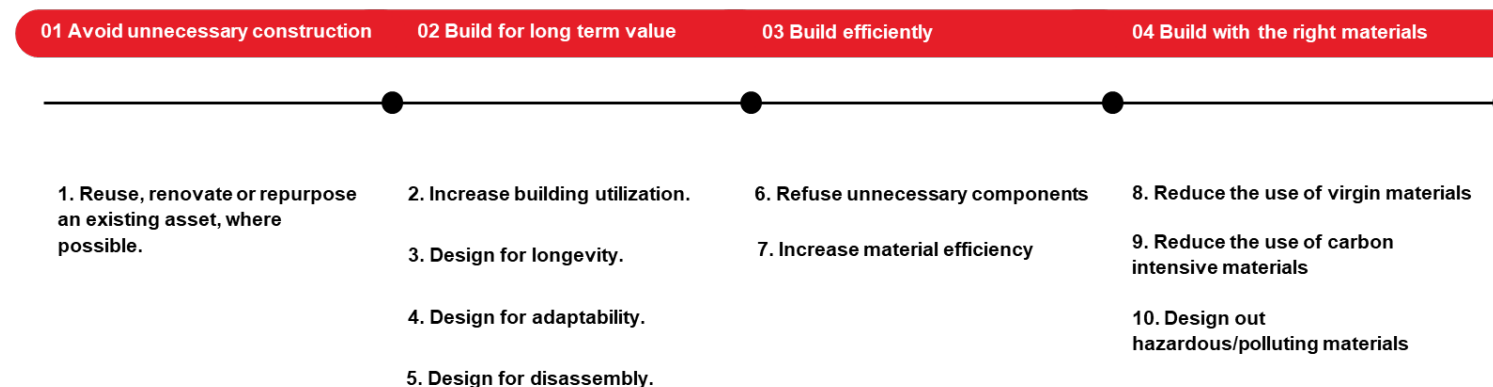 01 Avoid unnecessary construction
02 Build for long term value
03 Build efficiently
04 Build with the right materials
1. Reuse, renovate or repurpose
an existing asset, where
possible.
2. Increase building utilization.
3. Design for longevity.
4. Design for adaptability.
5. Design for disassembly.
6. Refuse unnecessary components
7. Increase material efficiency
8. Reduce the use of virgin materials
9. Reduce the use of carbon
intensive materials
10. Design out
hazardous/polluting materials